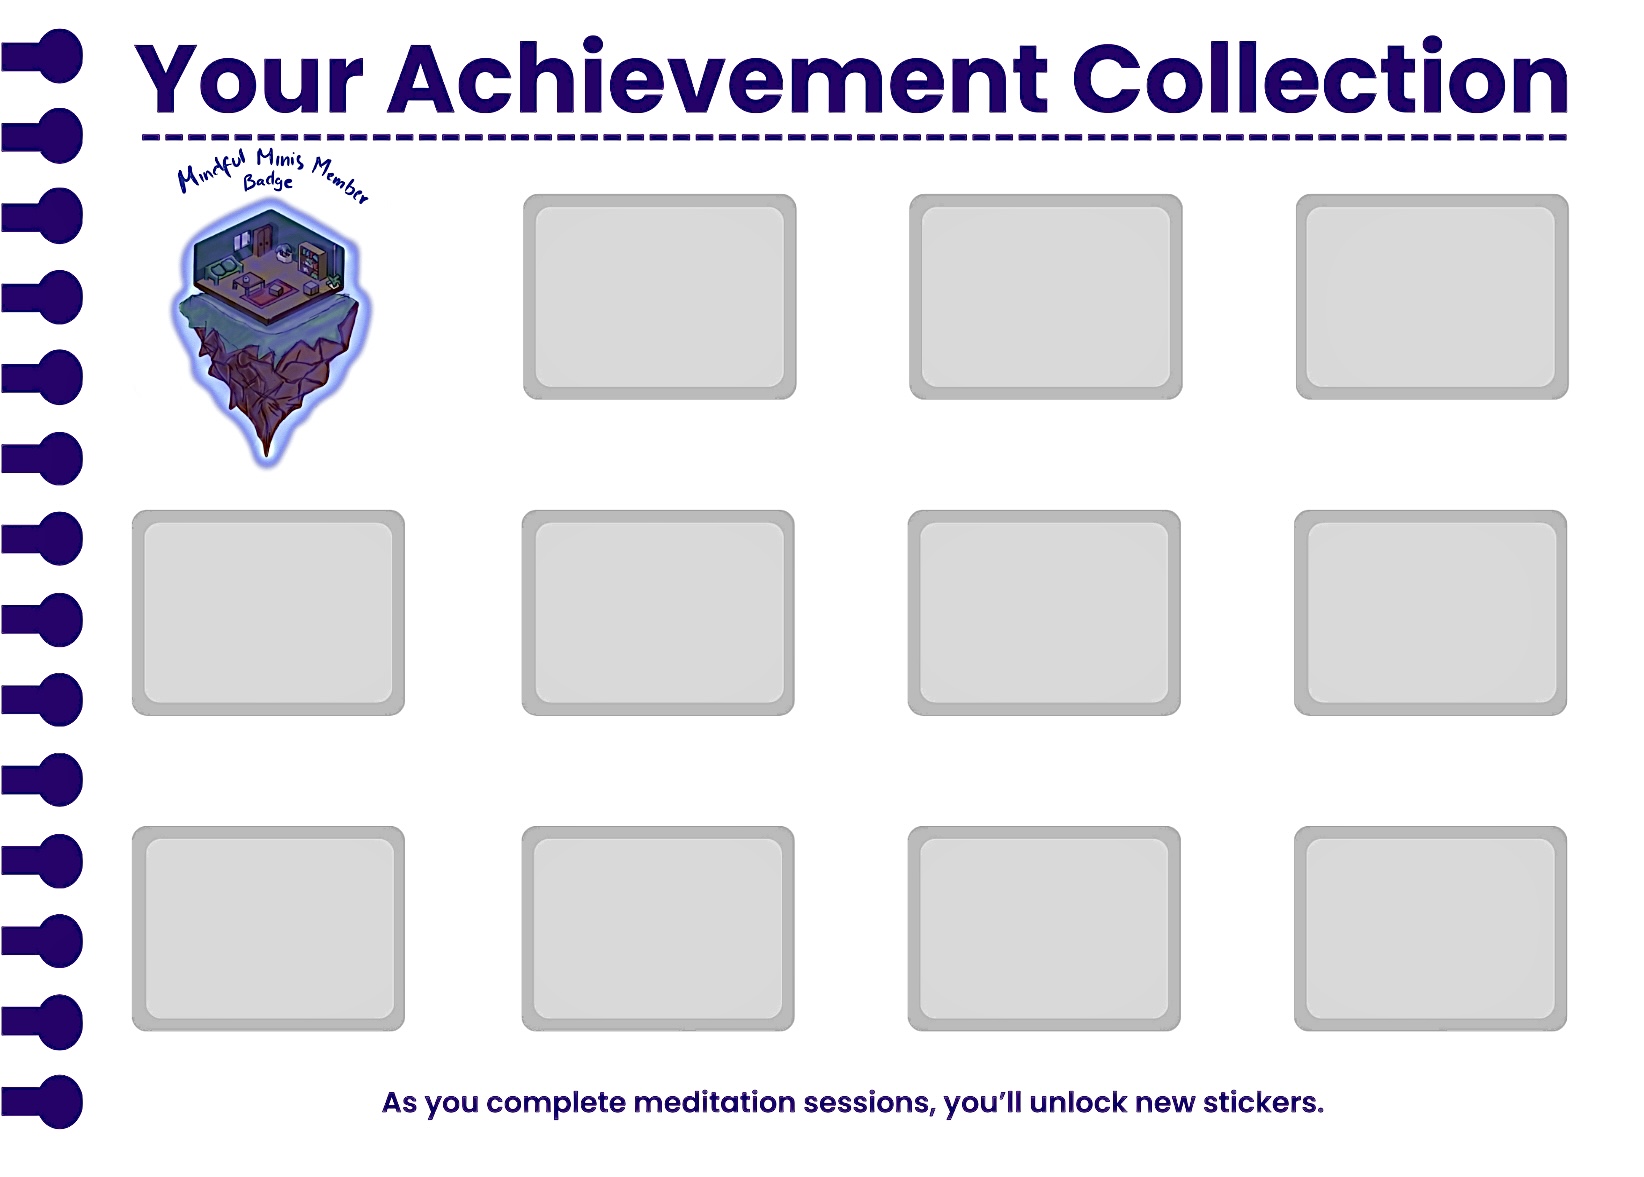 Your Achievement Collection
Mindful Minis Member
Badge
As you complete meditation sessions, you’ll unlock new stickers.